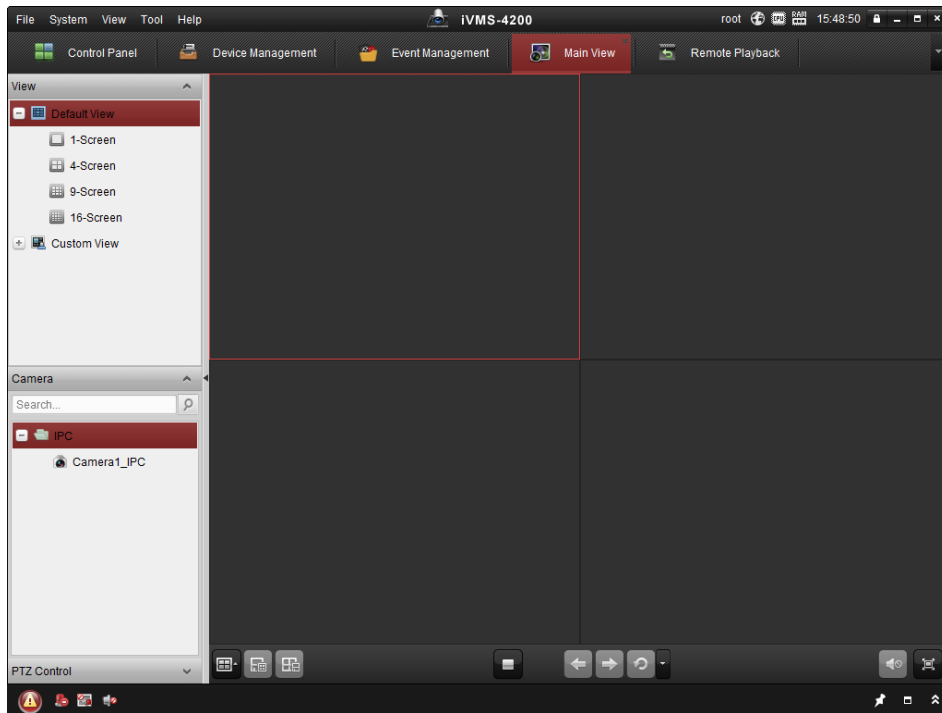 File System View Tool Help iVMS-4200 root CPU RAM 15:48:50
Control Panel Device Management Event Management Main View Remote Playback
View
Default View
1-Screen
4-Screen
9-Screen
16-Screen
Custom View
Camera
Search...
IPC
Camera1_IPC
PTZ Control